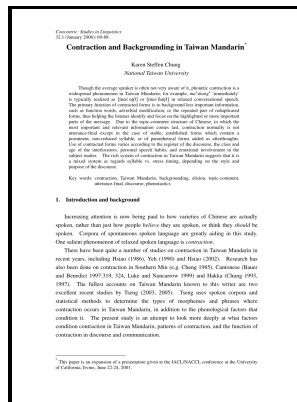 Concentric: Studies in Linguistics
32.1 (January 2006): 69-88
Contraction and Backgrounding in Taiwan Mandarin*
Karen Steffen Chung
National Taiwan University
Though the average speaker is often not very aware of it, phonetic contraction is a
widespread phenomenon in Taiwan Mandarin; for example,
is typically realized as in relaxed conversational speech.
The primary function of contracted forms is to background less important information,
such as function words, adverbial modification, or the repeated part of reduplicated
forms, thus helping the listener identify and focus on the highlighted or more important
parts of the message. Due to the topic-comment structure of Chinese, in which the
most important and relevant information comes last, contraction normally is not
utterance-final except in the case of stable, established forms which contain a
prominent, non-reduced syllable, or of parenthetical forms added as afterthoughts.
Use of contracted forms varies according to the register of the discourse, the class and
age of the interlocutors, personal speech habits, and emotional involvement in the
subject matter. The rich system of contraction in Taiwan Mandarin suggests that it is
a mixed system as regards syllable vs. stress timing, depending on the style and
purpose of the discourse.
Key words: contraction, Taiwan Mandarin, backgrounding, elision, topic-comment,
utterance-final, discourse, phonotactics
1. Introduction and background
Increasing attention is now being paid to how varieties of Chinese are actually
spoken, rather than just how people believe they are spoken, or think they should be
spoken. Corpora of spontaneous spoken language are greatly aiding in this study.
One salient phenomenon of relaxed spoken language is contraction.
There have been quite a number of studies on contraction in Taiwan Mandarin in
recent years, including Hsiao (1986), Yeh (1990) and Hsiao (2002). Research has
also been done on contraction in Southern Min (e.g. Cheng 1985), Cantonese (Bauer
and Benedict 1997:319, 324, Luke and Nancarrow 1999) and Hakka (Chung 1993,
1997). The fullest accounts on Taiwan Mandarin known to this writer are two
excellent recent studies by Tseng (2003, 2005). Tseng uses spoken corpora and
statistical methods to determine the types of morphemes and phrases where
contraction occurs in Taiwan Mandarin, in addition to the phonological factors that
condition it. The present study is an attempt to look more deeply at what factors
condition contraction in Taiwan Mandarin, patterns of contraction, and the function of
contraction in discourse and communication.
* This paper is an expansion of a presentation given at the IACL/NACCL conference at the University
of California, Irvine, June 22-24, 2001.